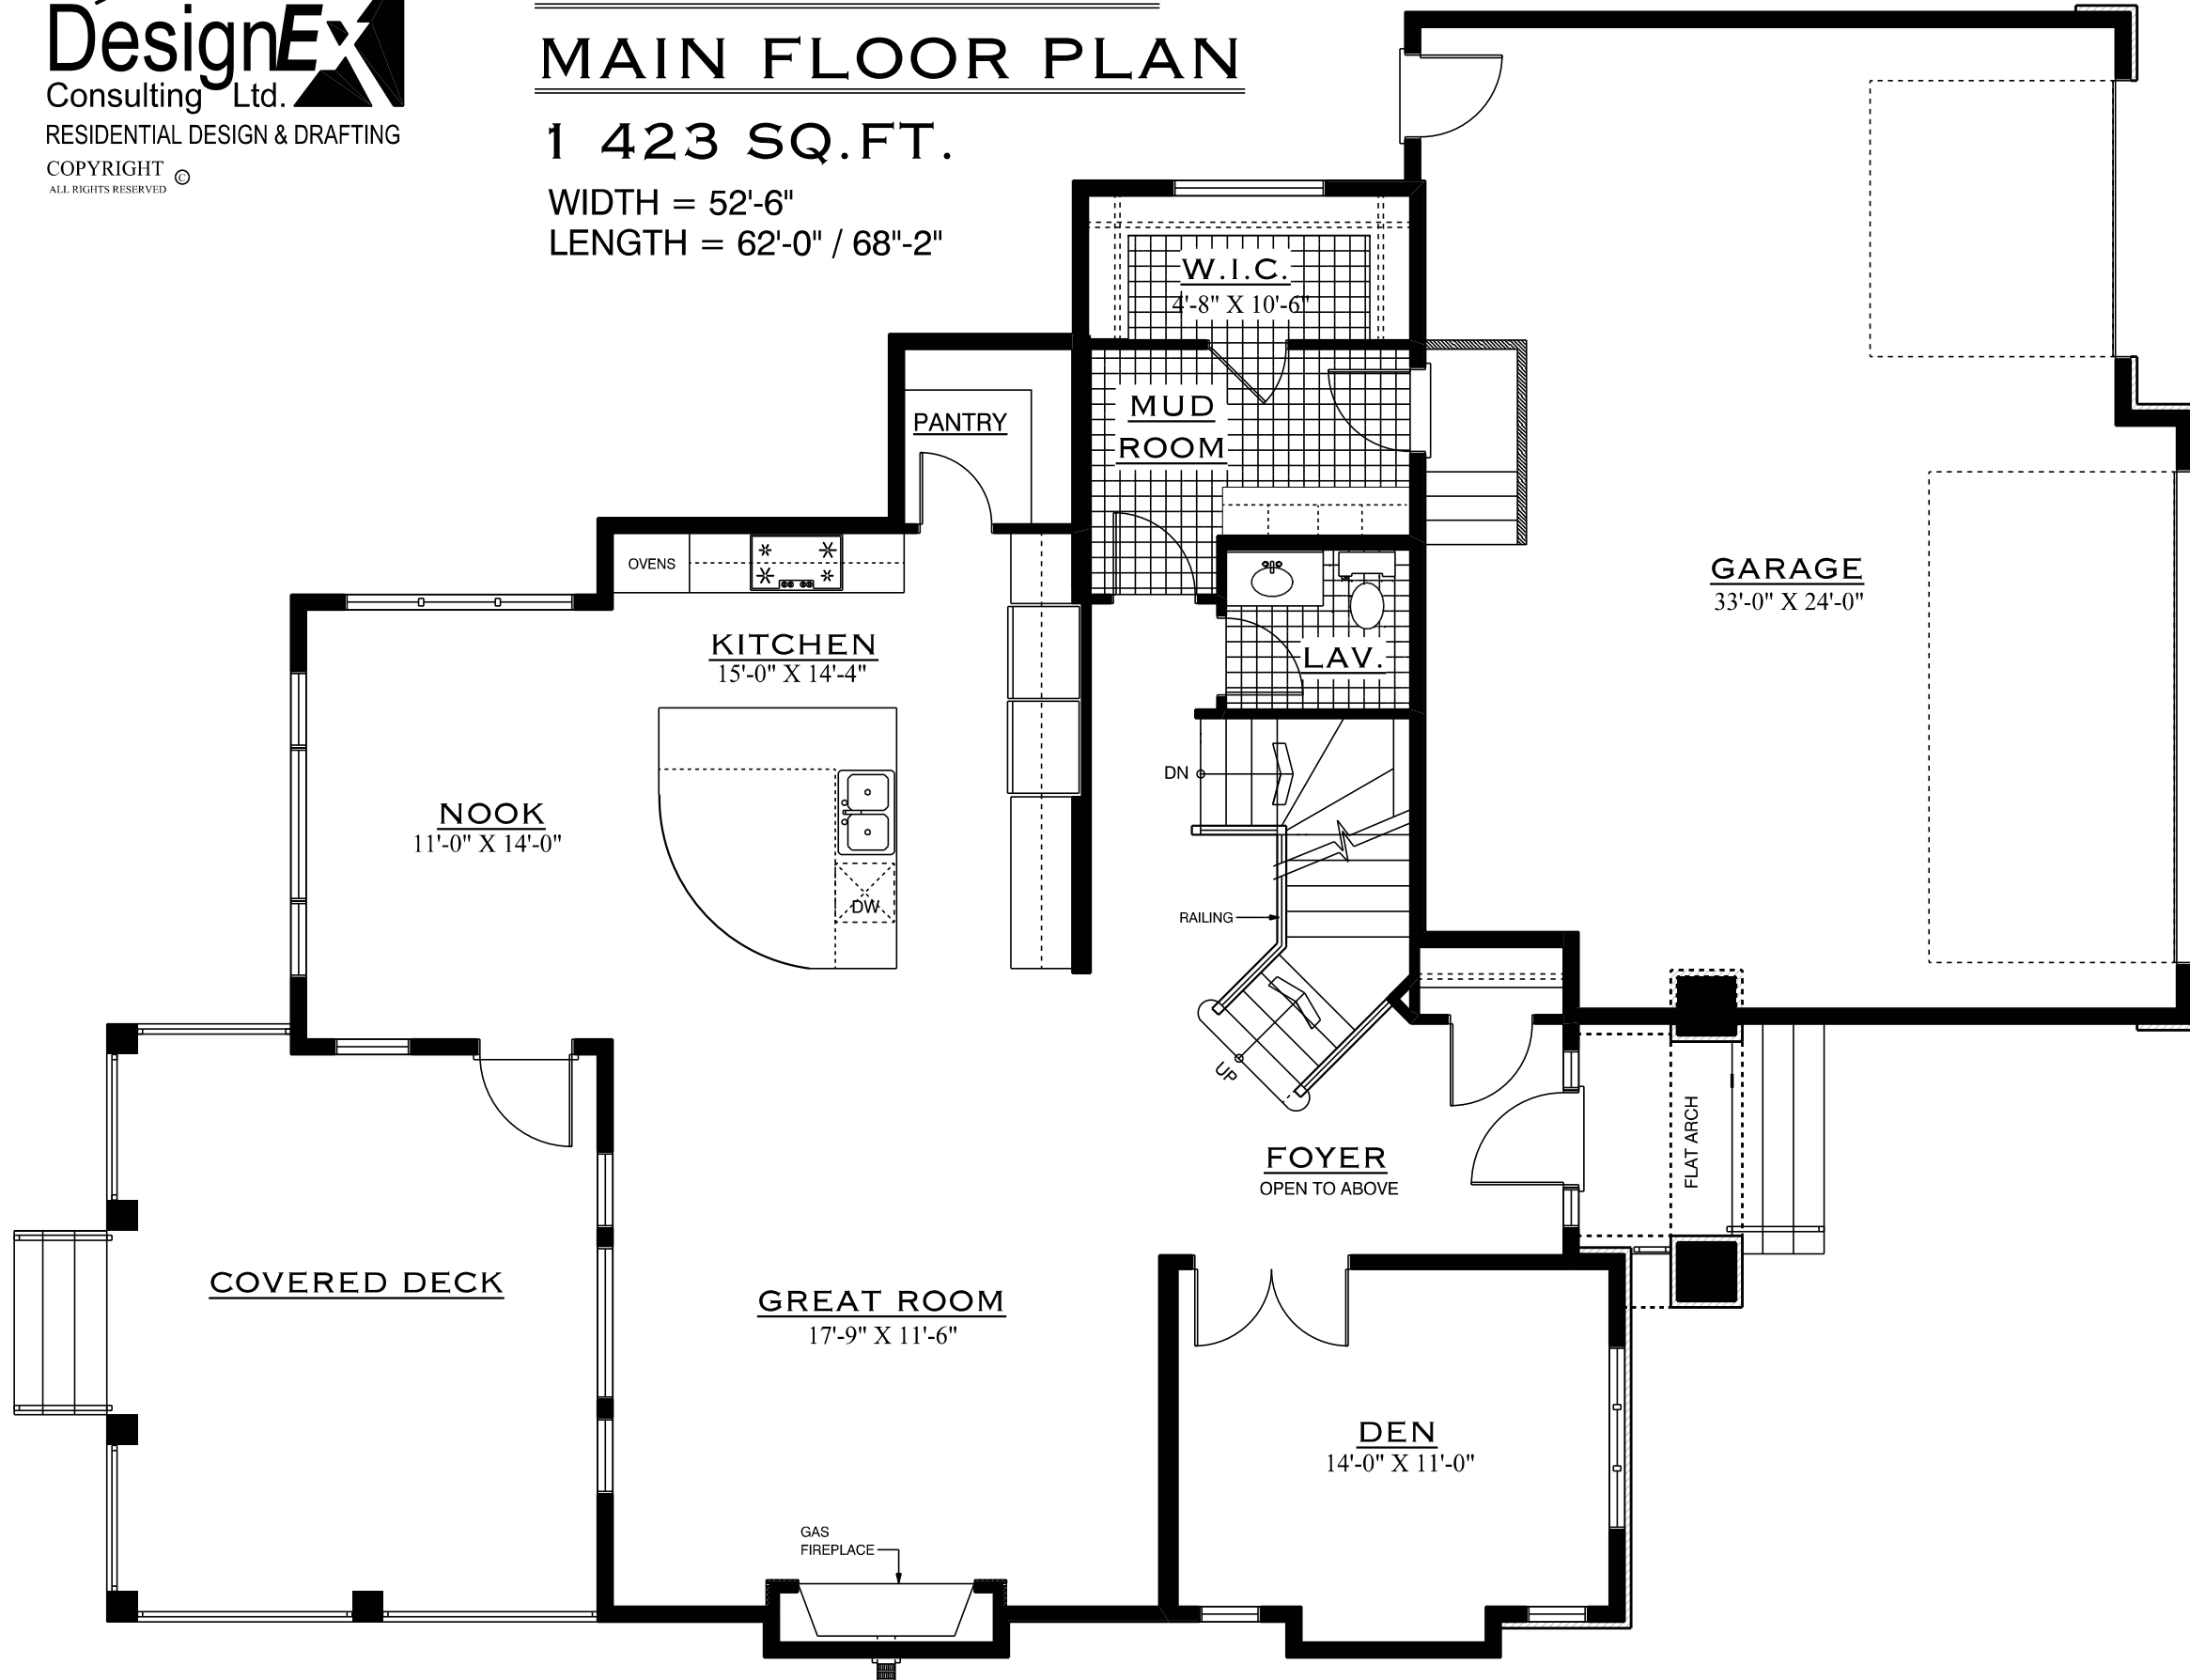 DesignEX
Consulting Ltd.
RESIDENTIAL DESIGN & DRAFTING
COPYRIGHT ©
ALL RIGHTS RESERVED
MAIN FLOOR PLAN
1 423 SQ.FT.
WIDTH = 52'-6"
LENGTH = 62'-0" / 68"-2"
W.I.C.
4'-8" X 10'-6"
PANTRY
MUD
ROOM
OVENS
GARAGE
33'-0" X 24'-0"
KITCHEN
15'-0" X 14'-4"
LAV.
DN
NOOK
11'-0" X 14'-0"
DW
RAILING
UP
FLAT ARCH
FOYER
OPEN TO ABOVE
COVERED DECK
GREAT ROOM
17'-9" X 11'-6"
DEN
14'-0" X 11'-0"
GAS
FIREPLACE